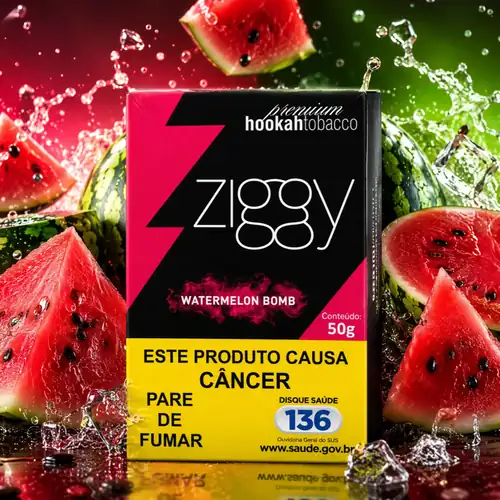 premium
hookahtobacco
ziggy
WATERMELON BOMB
Conteúdo:
50g
ESTE PRODUTO CAUSA
CÂNCER
PARE
DE
FUMAR
DISQUE SAÚDE
136
Ouvidoria Geral do SUS
www.saude.gov.br